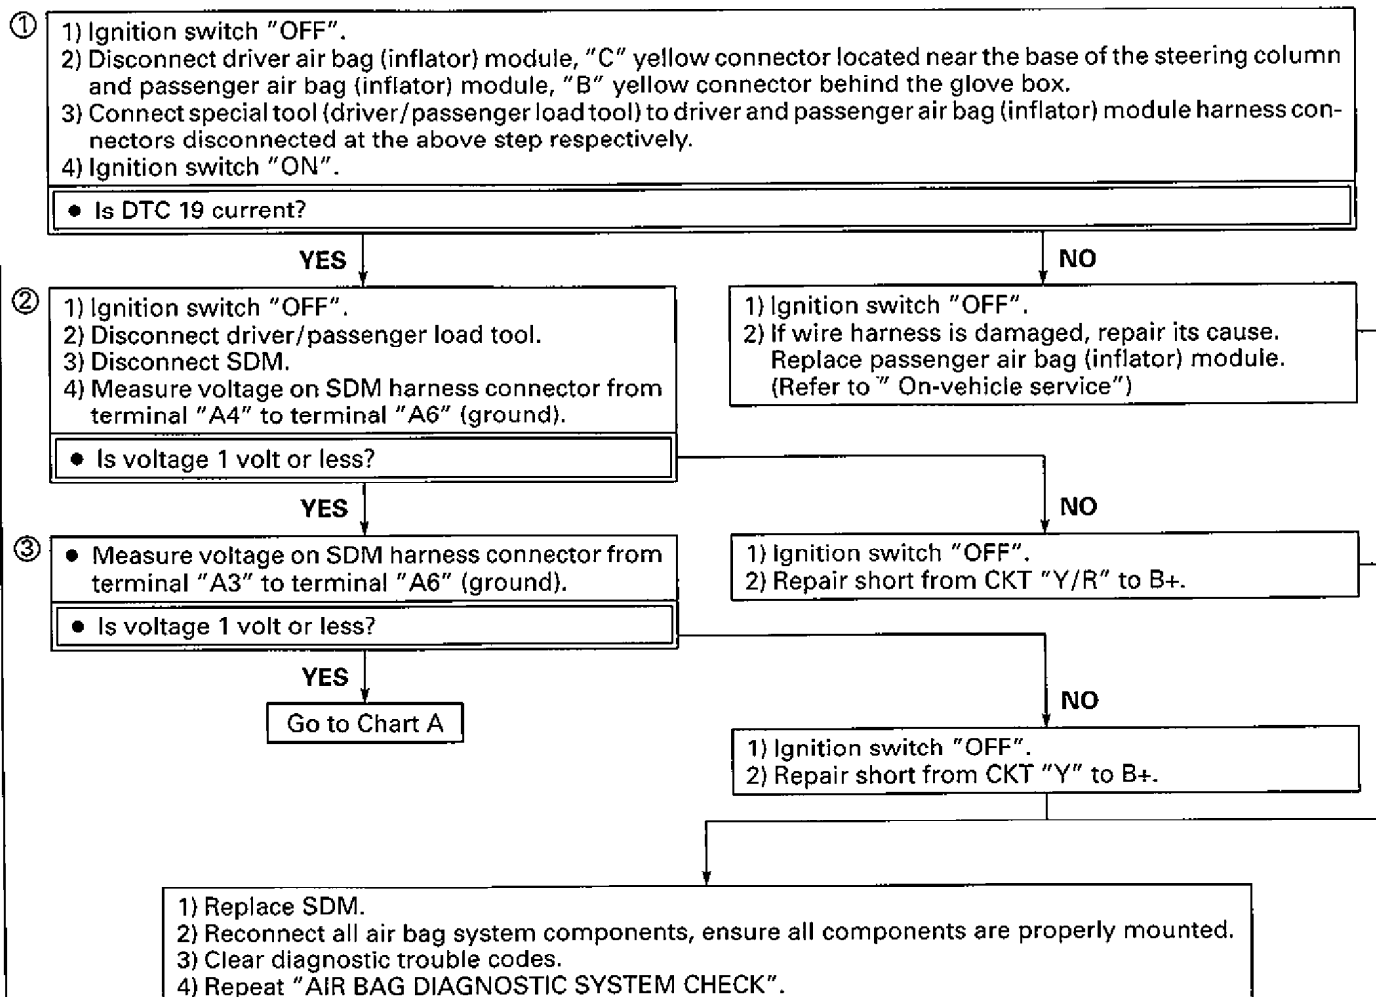 ①
1) Ignition switch "OFF".
2) Disconnect driver air bag (inflator) module, "C" yellow connector located near the base of the steering column
and passenger air bag (inflator) module, "B" yellow connector behind the glove box.
3) Connect special tool (driver/passenger load tool) to driver and passenger air bag (inflator) module harness con-
nectors disconnected at the above step respectively.
4) Ignition switch "ON".
● Is DTC 19 current?
YES
NO
②
1) Ignition switch "OFF".
2) Disconnect driver/passenger load tool.
3) Disconnect SDM.
4) Measure voltage on SDM harness connector from
terminal "A4" to terminal "A6" (ground).
● Is voltage 1 volt or less?
1) Ignition switch "OFF".
2) If wire harness is damaged, repair its cause.
Replace passenger air bag (inflator) module.
(Refer to " On-vehicle service")
YES
NO
③
● Measure voltage on SDM harness connector from
terminal "A3" to terminal "A6" (ground).
● Is voltage 1 volt or less?
1) Ignition switch "OFF".
2) Repair short from CKT "Y/R" to B+.
YES
NO
Go to Chart A
1) Ignition switch "OFF".
2) Repair short from CKT "Y" to B+.
1) Replace SDM.
2) Reconnect all air bag system components, ensure all components are properly mounted.
3) Clear diagnostic trouble codes.
4) Repeat "AIR BAG DIAGNOSTIC SYSTEM CHECK".